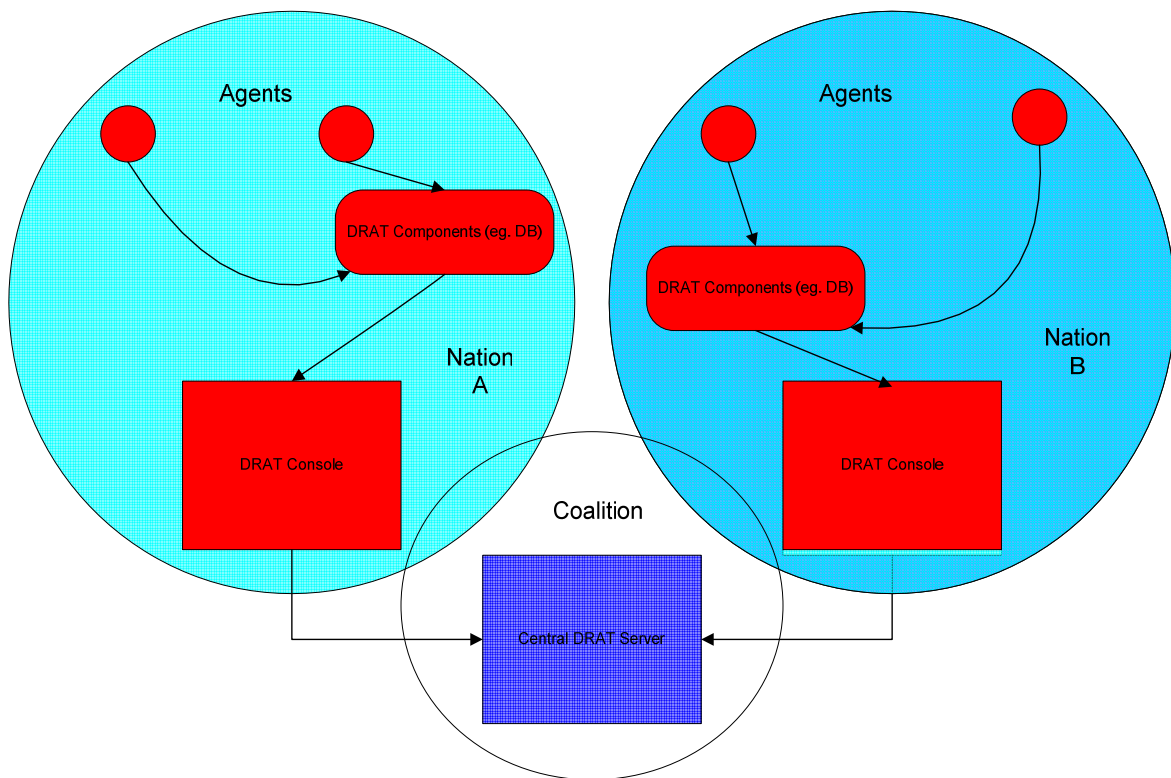 Agents
Agents
DRAT Components (eg. DB)
DRAT Components (eg. DB)
Nation
A
Nation
B
DRAT Console
DRAT Console
Coalition
Central DRAT Server